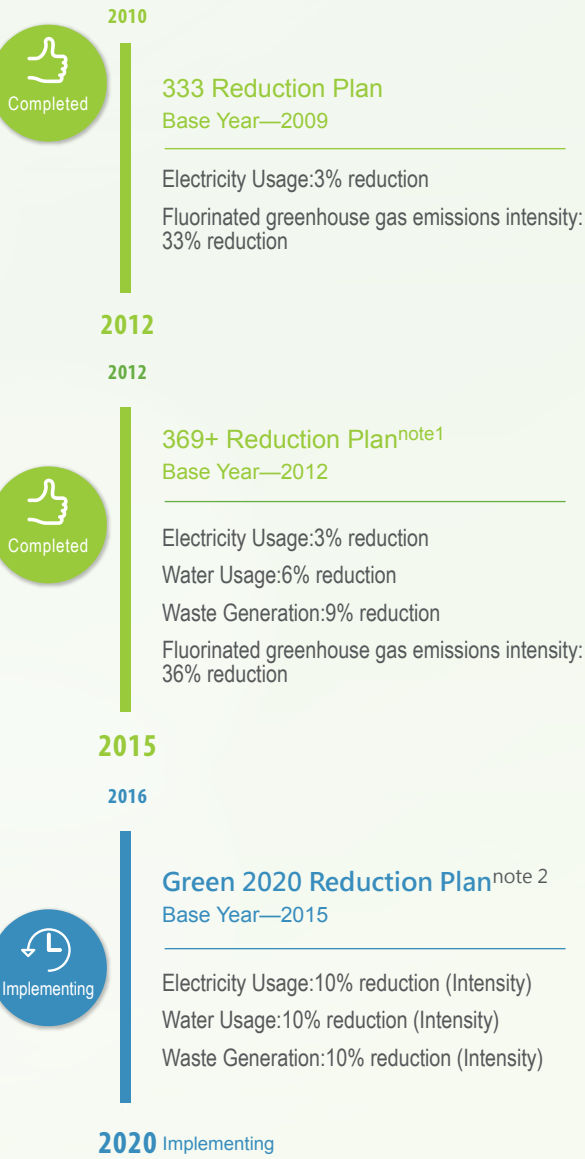 2010
Completed
333 Reduction Plan
Base Year—2009
Electricity Usage:3% reduction
Fluorinated greenhouse gas emissions intensity:
33% reduction
2012
2012
369+ Reduction Plannote1
Base Year—2012
Completed
Electricity Usage:3% reduction
Water Usage:6% reduction
Waste Generation:9% reduction
Fluorinated greenhouse gas emissions intensity:
36% reduction
2015
2016
Green 2020 Reduction Plannote 2
Base Year—2015
Implementing
Electricity Usage:10% reduction (Intensity)
Water Usage:10% reduction (Intensity)
Waste Generation:10% reduction (Intensity)
2020 Implementing